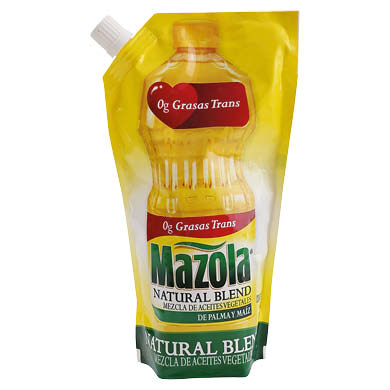 0g Grasas Trans
0g Grasas Trans
Mazola®
NATURAL BLEND
MEZCLA DE ACEITES VEGETALES
DE PALMA Y MAÍZ
NATURAL BLEN
MEZCLA DE ACEITES VEGETALE